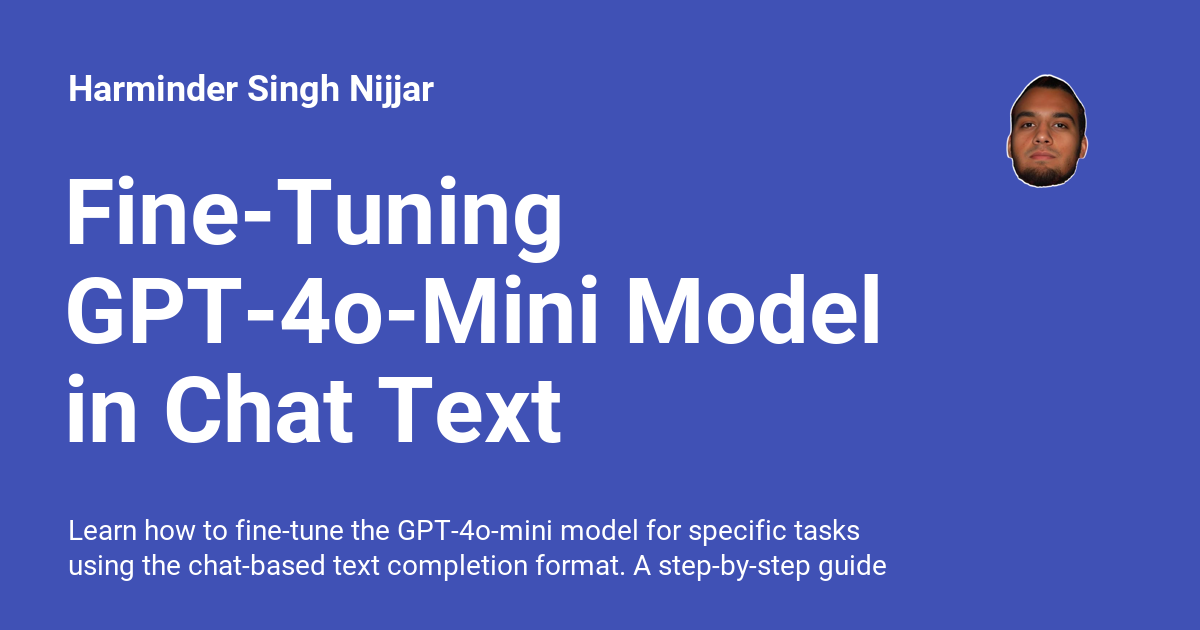 Harminder Singh Nijjar
Fine-Tuning
GPT-4o-Mini Model
in Chat Text
Learn how to fine-tune the GPT-4o-mini model for specific tasks
using the chat-based text completion format. A step-by-step guide